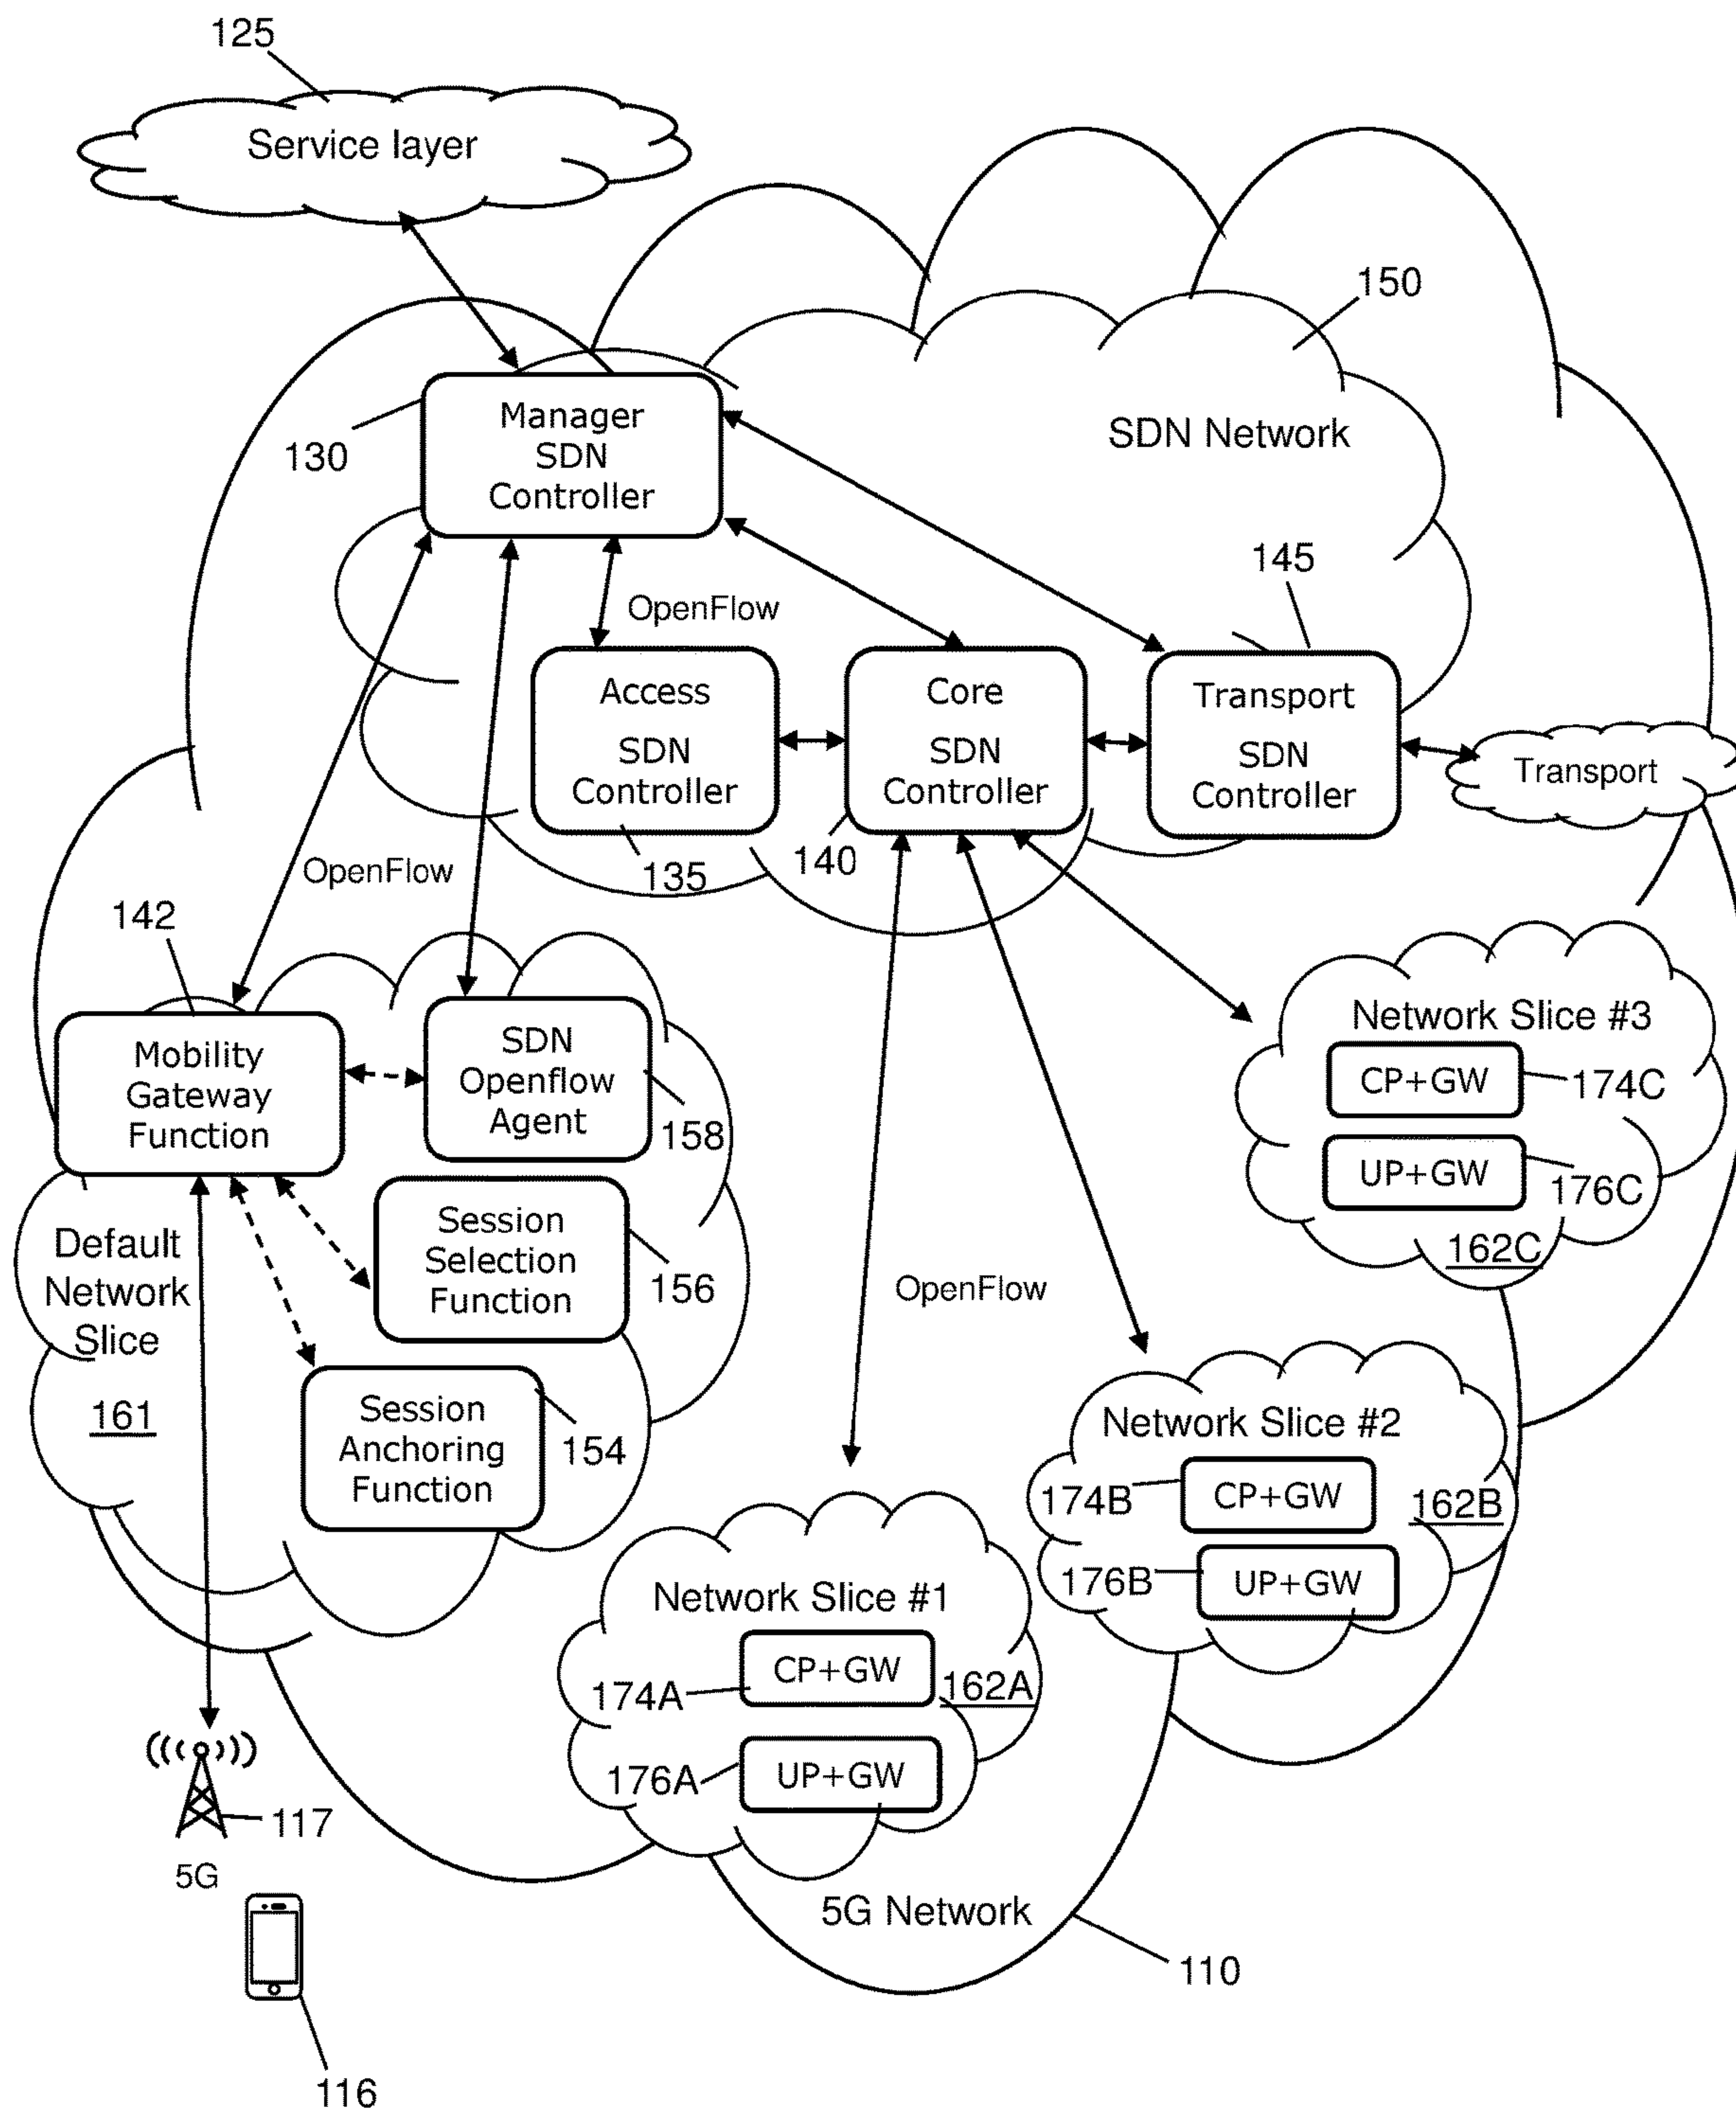 125
Service layer
150
SDN Network
Manager
SDN
Controller
130
145
OpenFlow
Access
SDN
Controller
135
Core
SDN
Controller
140
Transport
SDN
Controller
Transport
OpenFlow
142
Mobility
Gateway
Function
SDN
Openflow
Agent
158
Session
Selection
Function
156
Default
Network
Slice
161
Session
Anchoring
Function
154
OpenFlow
Network Slice #3
CP+GW
174C
UP+GW
176C
162C
Network Slice #2
174B
CP+GW
162B
176B
UP+GW
Network Slice #1
CP+GW
174A
162A
176A
UP+GW
117
5G
5G Network
110
116